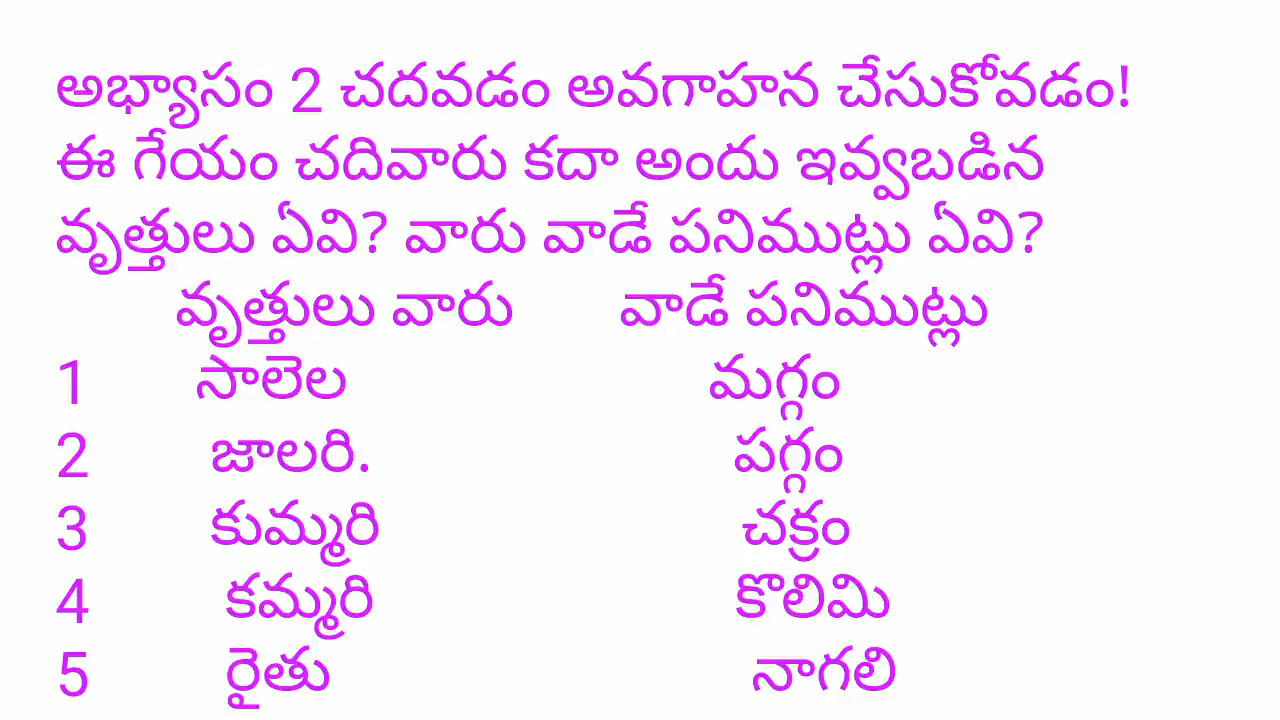 అభ్యాసం 2 చదవడం అవగాహన చేసుకోవడం!
ఈ గేయం చదివారు కదా అందు ఇవ్వబడిన
వృత్తులు ఏవి? వారు వాడే పనిముట్లు ఏవి?
వృత్తులు వారు వాడే పనిముట్లు
1 సాలెల మగ్గం
2 జాలరి. పగ్గం
3 కుమ్మరి చక్రం
4 కమ్మరి కొలిమి
5 రైతు నాగలి